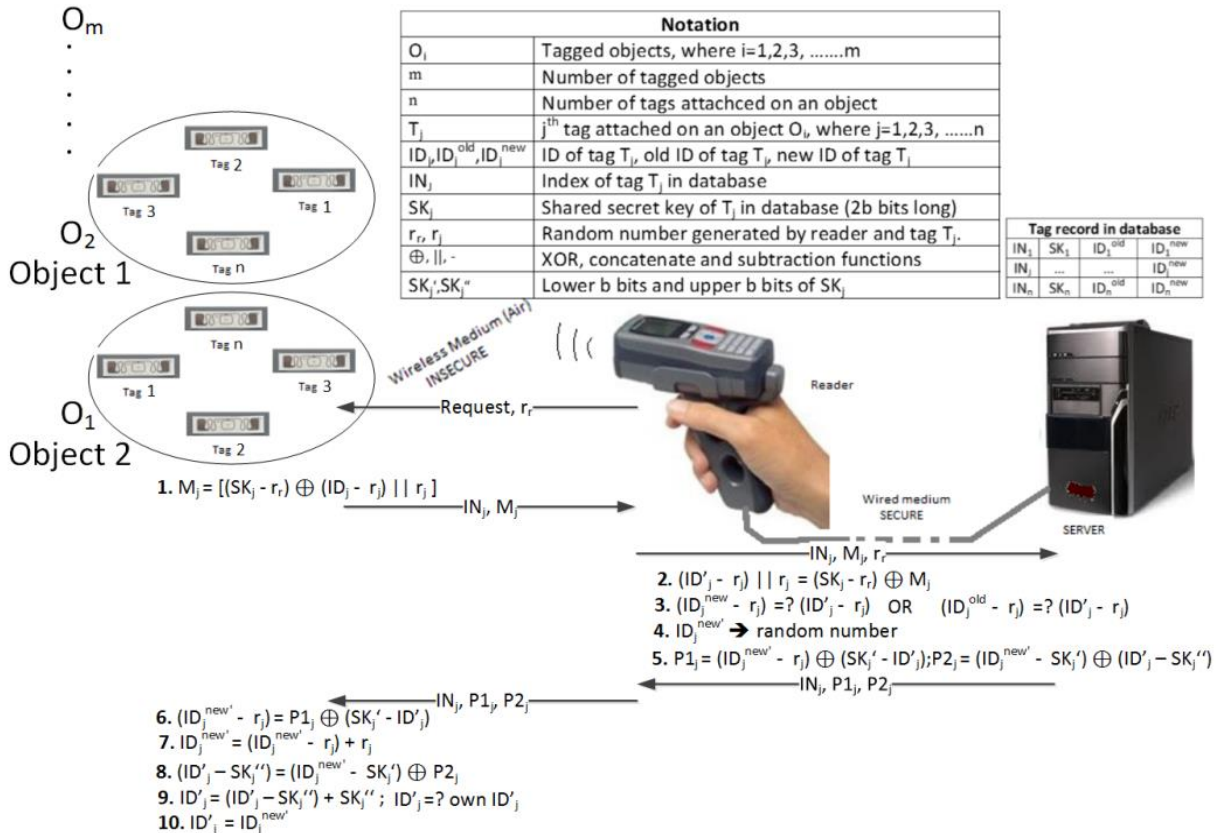 O_m
Tag 2
Tag 3
Tag 1
Tag n
O_2
Object 1
Tag n
Tag 1
Tag 3
Tag 2
O_1
Object 2
Notation
O_i Tagged objects, where i=1,2,3, .......m
m Number of tagged objects
n Number of tags attachced on an object
T_j j^th tag attached on an object O_i, where j=1,2,3, ......n
ID_j,ID_j^old,ID_j^new ID of tag T_j, old ID of tag T_j, new ID of tag T_j
IN_j Index of tag T_j in database
SK_j Shared secret key of T_j in database (2b bits long)
r_r, r_j Random number generated by reader and tag T_j.
⊕, ||, - XOR, concatenate and subtraction functions
SK_j',SK_j" Lower b bits and upper b bits of SK_j
Tag record in database
IN_1 SK_1 ID_1^old ID_1^new
IN_j ... ... ID_j^new
IN_n SK_n ID_n^old ID_n^new
Wireless Medium (Air)
INSECURE
Reader
Request, r_r
1. M_j = [(SK_j - r_r) ⊕ (ID_j - r_j) || r_j ]
IN_j, M_j
Wired medium
SECURE
SERVER
IN_j, M_j, r_r
2. (ID'_j - r_j) || r_j = (SK_j - r_r) ⊕ M_j
3. (ID_j^new - r_j) =? (ID'_j - r_j) OR (ID_j^old - r_j) =? (ID'_j - r_j)
4. ID_j^new' ➔ random number
5. P1_j = (ID_j^new' - r_j) ⊕ (SK_j' - ID'_j);P2_j = (ID_j^new' - SK_j') ⊕ (ID'_j – SK_j'')
IN_j, P1_j, P2_j
IN_j, P1_j, P2_j
6. (ID_j^new' - r_j) = P1_j ⊕ (SK_j' - ID'_j)
7. ID_j^new' = (ID_j^new' - r_j) + r_j
8. (ID'_j – SK_j'') = (ID_j^new' - SK_j') ⊕ P2_j
9. ID'_j = (ID'_j – SK_j'') + SK_j'' ; ID'_j =? own ID'_j
10. ID'_j = ID_j^new'